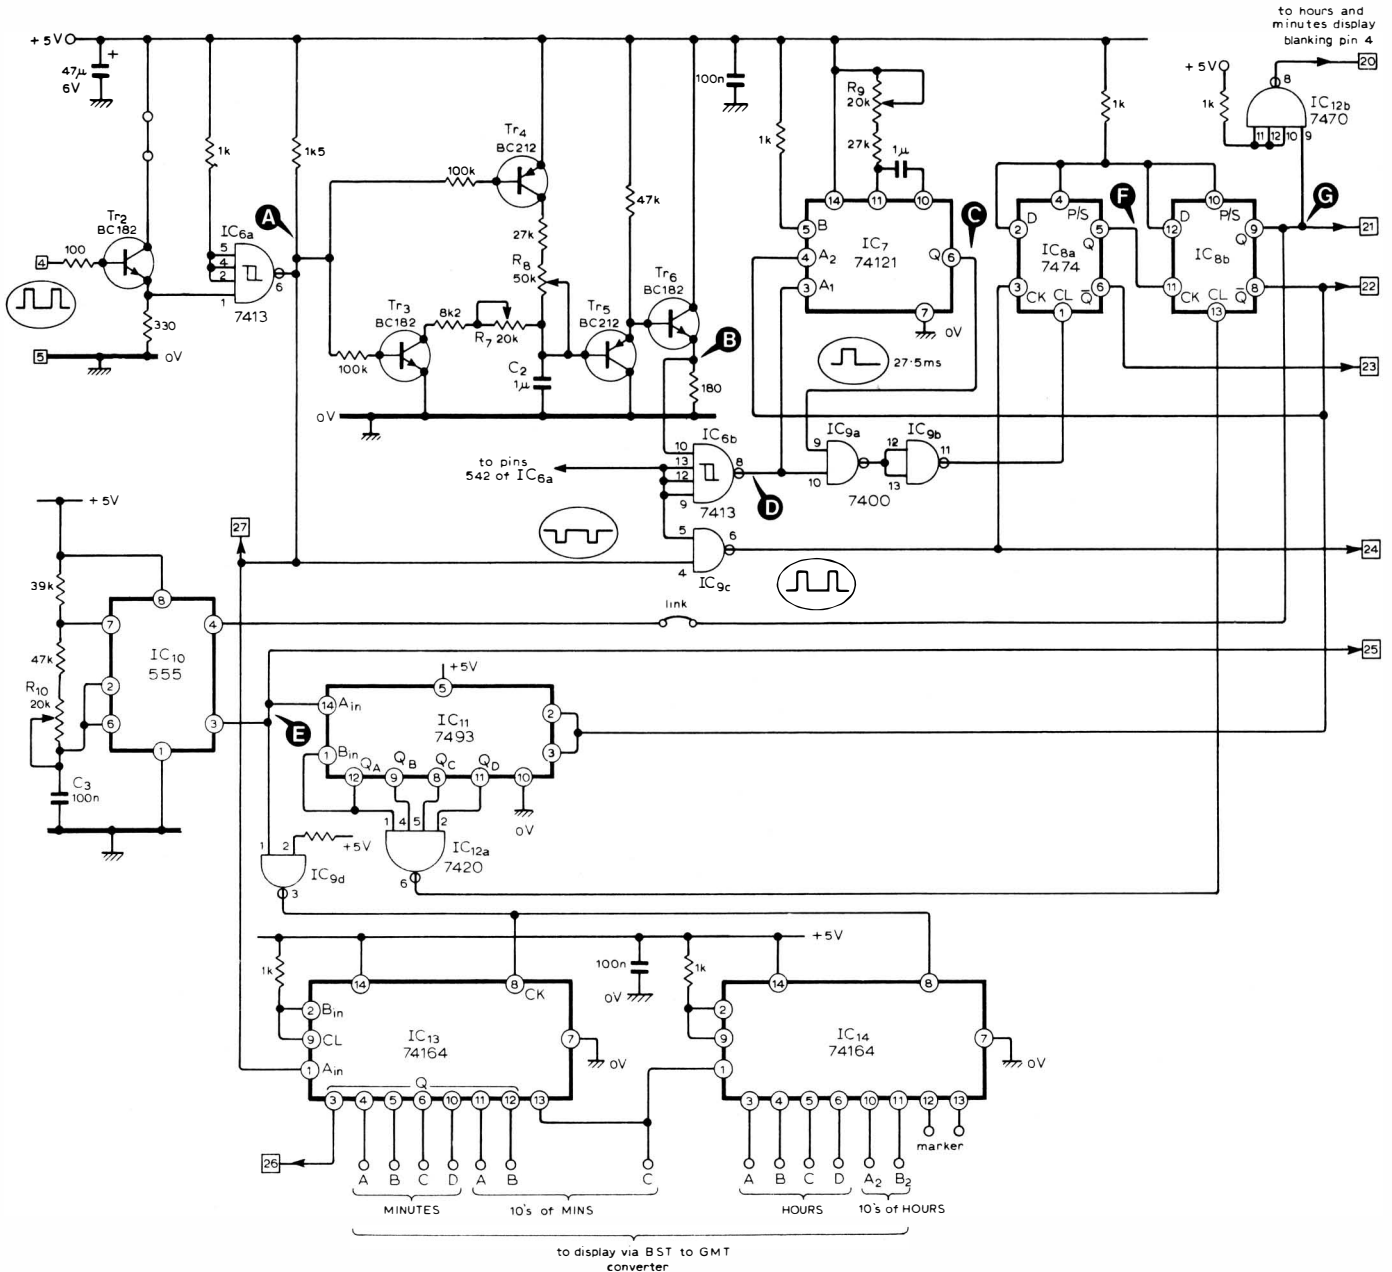 to hours and
minutes display
blanking pin 4
+5V
47μ
6V
+
100n
+5V
8
20
1k
IC12b
7470
11 12 10 9
1k
1k5
Tr4
BC212
100k
47k
1k
R9
20k
27k
1μ
1k
14 11 10
5 B
4 A2
3 A1
IC7
74121
Q 6
7
0V
C
4 P/S
2 D
5 Q
IC8a
7474
3 CK CL Q̄ 6
1
F
10 P/S
12 D
9 Q
IC8b
11 CK CL Q̄ 8
13
G
21
22
23
Tr2
BC182
4
100
330
5
0V
A
IC6a
5
4
2
1
6
7413
27k
R8
50k
Tr3
BC182
100k
8k2
R7 20k
C2
1μ
Tr5
BC212
Tr6
BC182
B
180
0V
27·5ms
IC6b
10
13
12
9
8
7413
D
to pins
542 of IC6a
IC9a
9
10
7400
IC9b
12
13
11
5
4
6
IC9c
24
27
+5V
39k
47k
R10
20k
C3
100n
8
7
4
IC10
555
2
6
3
1
link
25
E
+5V
5
14 Ain
IC11
7493
2
3
1 Bin
QA QB QC QD
12 9 8 11 10
0V
1 4 5 2
IC12a
7420
6
1 2
+5V
IC9d
3
+5V
1k
14
8 CK
2 Bin
9 CL
1 Ain
IC13
74164
7
0V
Q
3 4 5 6 10 11 12 13
100n
0V
1k
14
8
2
9
1
IC14
74164
7
0V
3 4 5 6 10 11 12 13
marker
26
A B C D A B C
A B C D A2 B2
MINUTES
10's of MINS
HOURS
10's of HOURS
to display via BST to GMT
converter